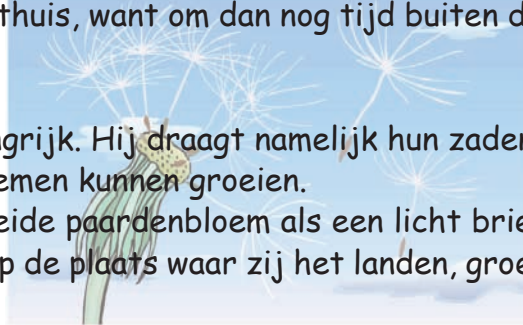 thuis, want om dan nog tijd buiten d
grijk. Hij draagt namelijk hun zader
emen kunnen groeien.
eide paardenbloem als een licht brie
p de plaats waar zij het landen, groe